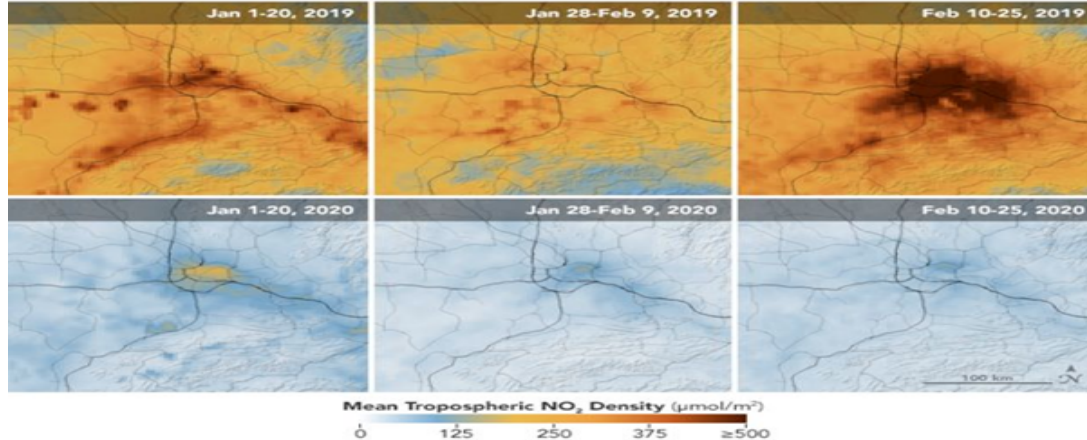 Jan 1-20, 2019
Jan 28-Feb 9, 2019
Feb 10-25, 2019
Jan 1-20, 2020
Jan 28-Feb 9, 2020
Feb 10-25, 2020
100 km
N
Mean Tropospheric NO₂ Density (μmol/m²)
0 125 250 375 ≥500